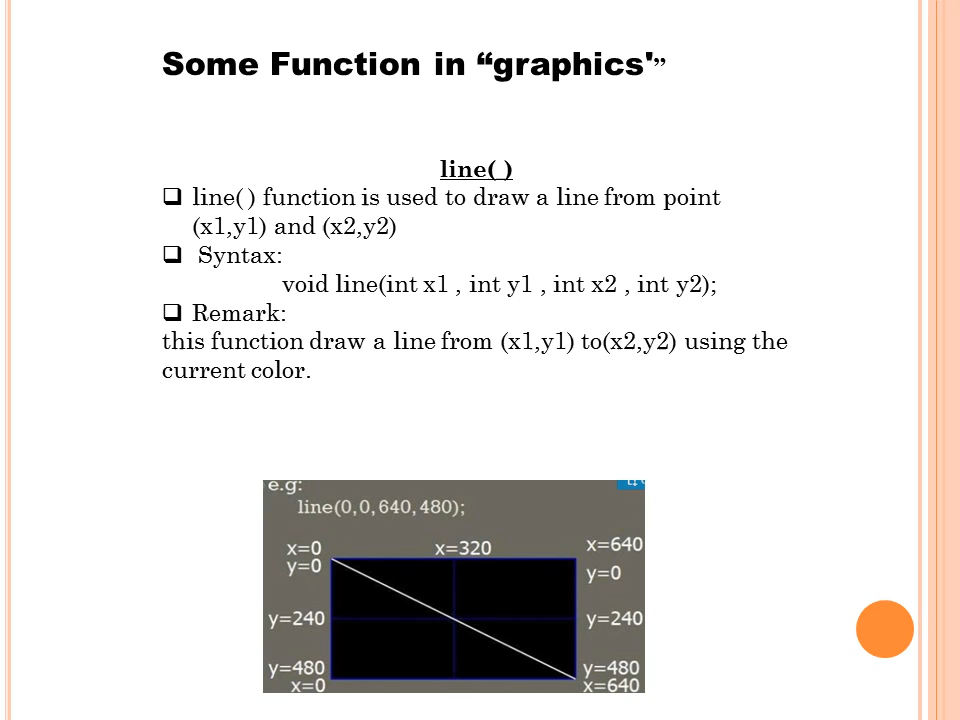 Some Function in “graphics'”
line( )
❑ line( ) function is used to draw a line from point
(x1,y1) and (x2,y2)
❑ Syntax:
void line(int x1 , int y1 , int x2 , int y2);
❑ Remark:
this function draw a line from (x1,y1) to(x2,y2) using the
current color.
e.g:
line(0,0,640,480);
x=0 x=320 x=640
y=0 y=0
y=240 y=240
y=480 y=480
x=0 x=640